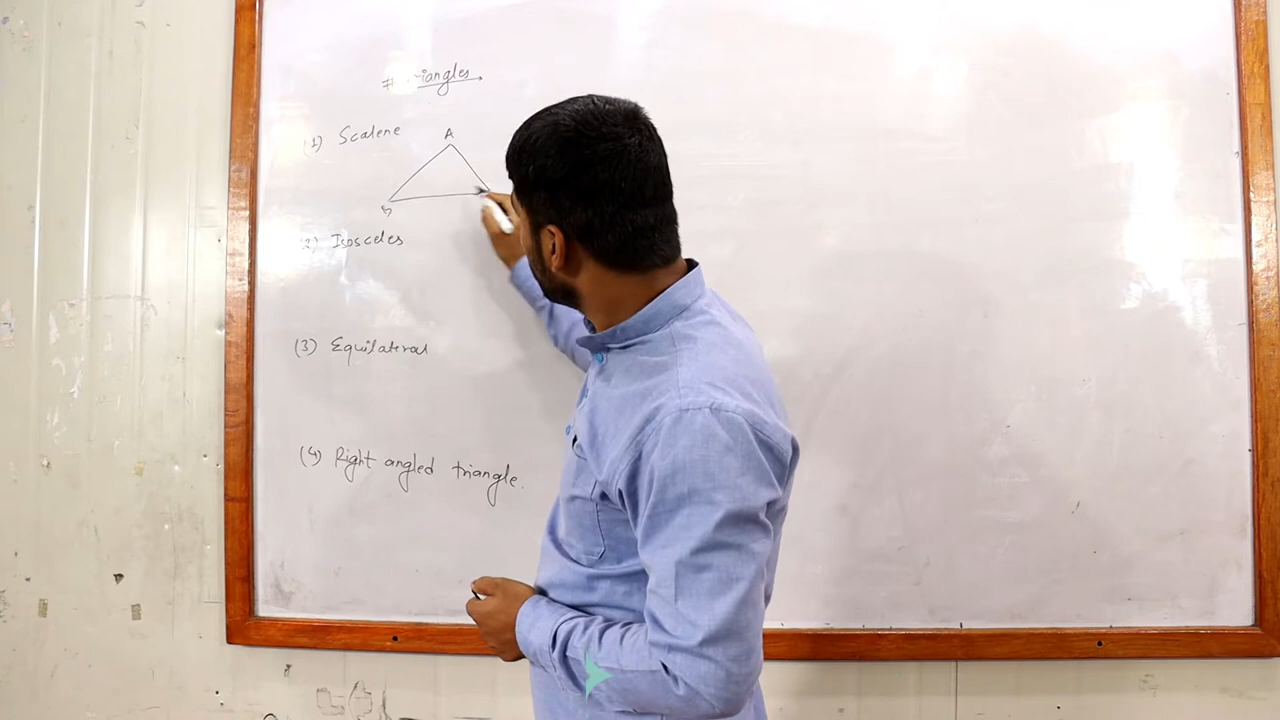 # Triangles
(1) Scalene
A
B
(2) Isosceles
(3) Equilateral
(4) Right angled triangle.